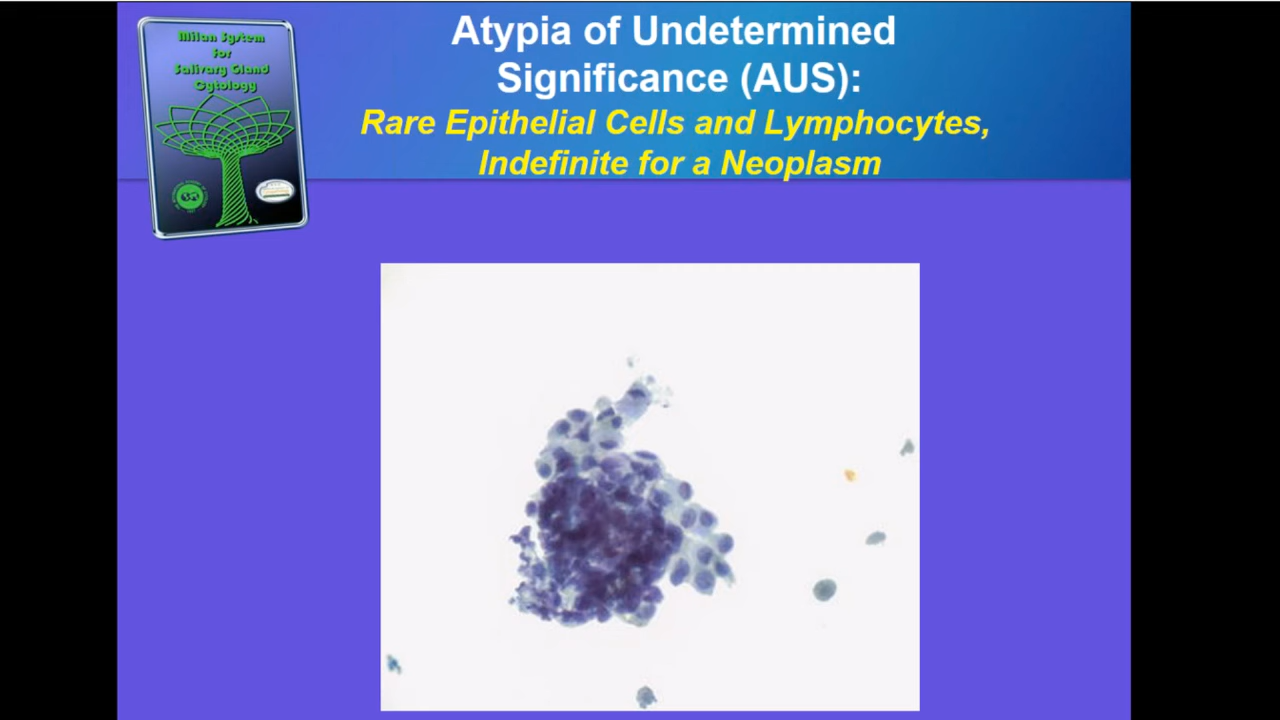 Milan System
for
Salivary Gland
Cytology
Atypia of Undetermined
Significance (AUS):
Rare Epithelial Cells and Lymphocytes,
Indefinite for a Neoplasm